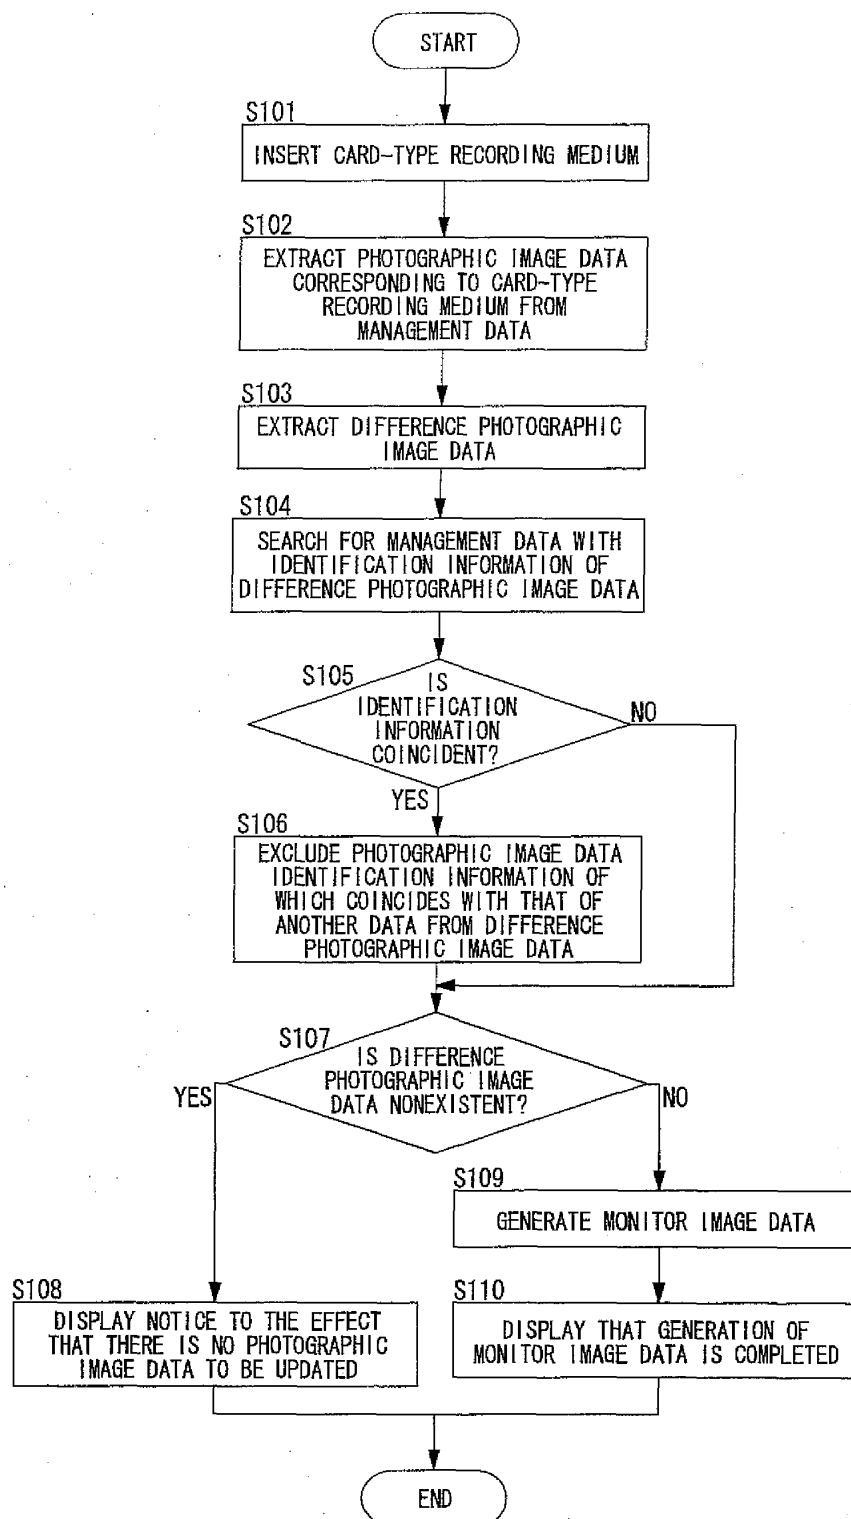 START
S101
INSERT CARD-TYPE RECORDING MEDIUM
S102
EXTRACT PHOTOGRAPHIC IMAGE DATA
CORRESPONDING TO CARD-TYPE
RECORDING MEDIUM FROM
MANAGEMENT DATA
S103
EXTRACT DIFFERENCE PHOTOGRAPHIC
IMAGE DATA
S104
SEARCH FOR MANAGEMENT DATA WITH
IDENTIFICATION INFORMATION OF
DIFFERENCE PHOTOGRAPHIC IMAGE DATA
S105
IS
IDENTIFICATION
INFORMATION
COINCIDENT?
NO
YES
S106
EXCLUDE PHOTOGRAPHIC IMAGE DATA
IDENTIFICATION INFORMATION OF
WHICH COINCIDES WITH THAT OF
ANOTHER DATA FROM DIFFERENCE
PHOTOGRAPHIC IMAGE DATA
S107
IS DIFFERENCE
PHOTOGRAPHIC IMAGE
DATA NONEXISTENT?
YES
NO
S109
GENERATE MONITOR IMAGE DATA
S108
DISPLAY NOTICE TO THE EFFECT
THAT THERE IS NO PHOTOGRAPHIC
IMAGE DATA TO BE UPDATED
S110
DISPLAY THAT GENERATION OF
MONITOR IMAGE DATA IS COMPLETED
END